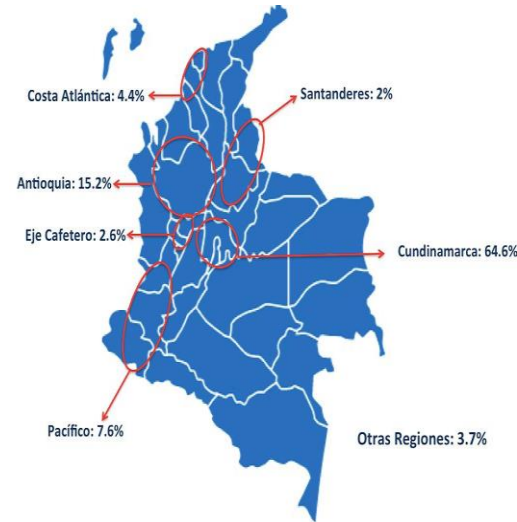 Costa Atlántica: 4.4%
Santanderes: 2%
Antioquia: 15.2%
Eje Cafetero: 2.6%
Cundinamarca: 64.6%
Pacífico: 7.6%
Otras Regiones: 3.7%